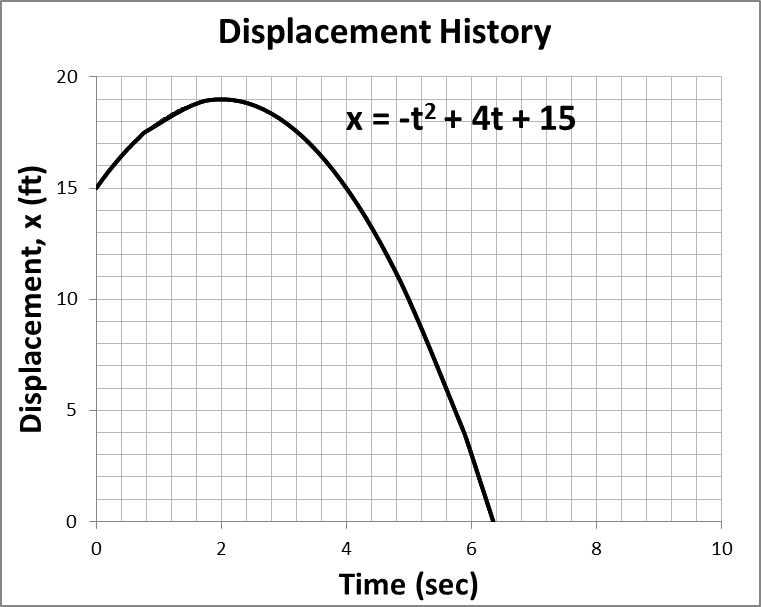 Displacement History
x = -t² + 4t + 15
Displacement, x (ft)
20
15
10
5
0
0 2 4 6 8 10
Time (sec)